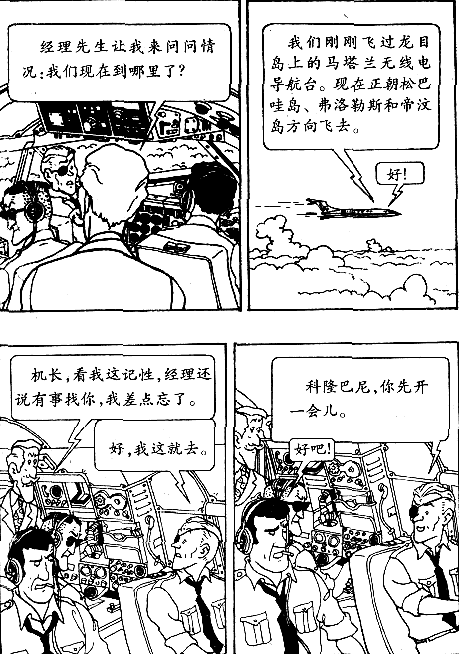 经理先生让我来问问情
况:我们现在到哪里了?
我们刚刚飞过龙目
岛上的马塔兰无线电
导航台。现在正朝松巴
哇岛、弗洛勒斯和帝汶
岛方向飞去。
好!
机长,看我这记性,经理还
说有事找你,我差点忘了。
好,我这就去。
科隆巴尼,你先开
一会儿。
好吧!